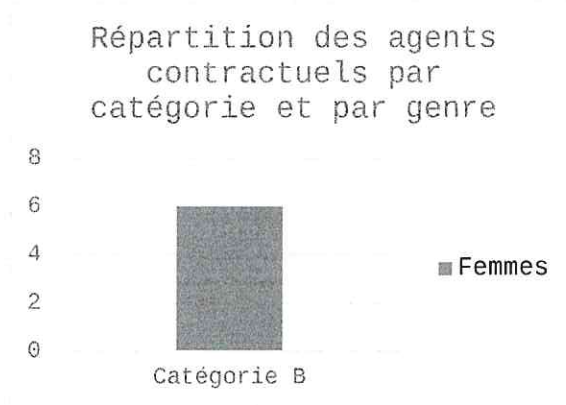 Répartition des agents
contractuels par
catégorie et par genre
8
6
4
2
0
Femmes
Catégorie B